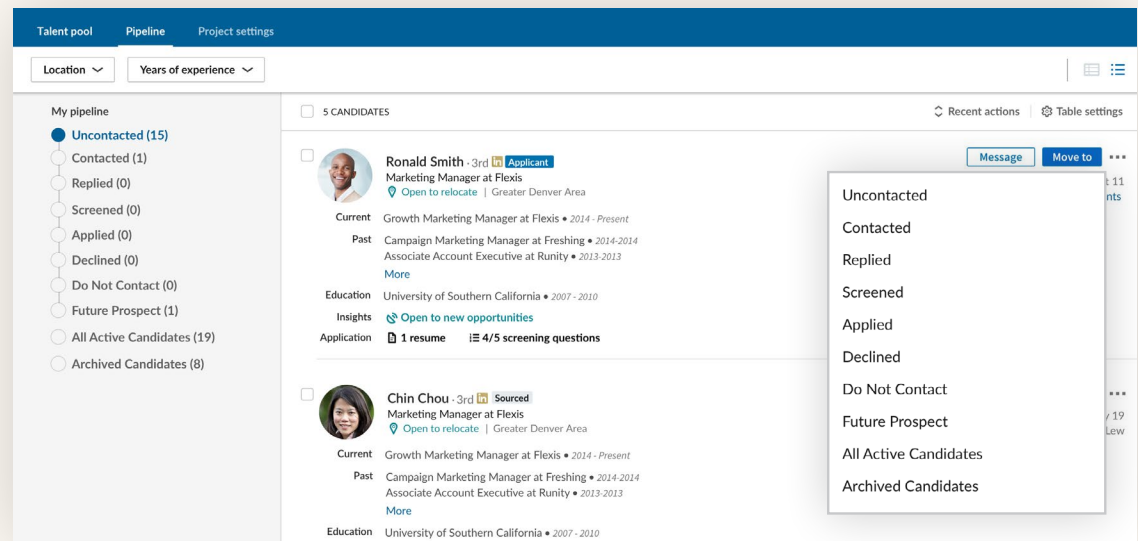 Talent pool Pipeline Project settings
Location Years of experience
My pipeline
Uncontacted (15)
Contacted (1)
Replied (0)
Screened (0)
Applied (0)
Declined (0)
Do Not Contact (0)
Future Prospect (1)
All Active Candidates (19)
Archived Candidates (8)
5 CANDIDATES Recent actions Table settings
Ronald Smith · 3rd in Applicant
Message Move to
Marketing Manager at Flexis
Open to relocate | Greater Denver Area
Current Growth Marketing Manager at Flexis • 2014 - Present
Past Campaign Marketing Manager at Freshing • 2014-2014
Associate Account Executive at Runity • 2013-2013
More
Education University of Southern California • 2007 - 2010
Insights Open to new opportunities
Application 1 resume 4/5 screening questions
t 11
nts
Uncontacted
Contacted
Replied
Screened
Applied
Declined
Do Not Contact
Future Prospect
All Active Candidates
Archived Candidates
Chin Chou · 3rd in Sourced
Marketing Manager at Flexis
Open to relocate | Greater Denver Area
19
Lew
Current Growth Marketing Manager at Flexis • 2014 - Present
Past Campaign Marketing Manager at Freshing • 2014-2014
Associate Account Executive at Runity • 2013-2013
More
Education University of Southern California • 2007 - 2010